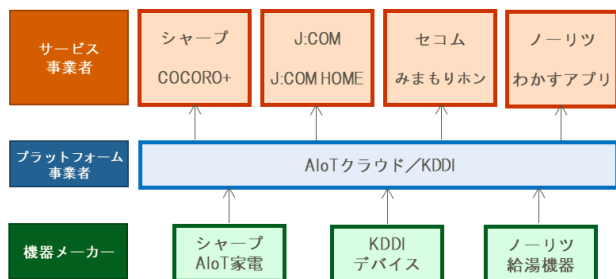 サービス
事業者
シャープ
COCORO+
J:COM
J:COM HOME
セコム
みまもりホン
ノーリツ
わかすアプリ
プラットフォーム
事業者
AIoTクラウド／KDDI
機器メーカー
シャープ
AIoT家電
KDDI
デバイス
ノーリツ
給湯機器